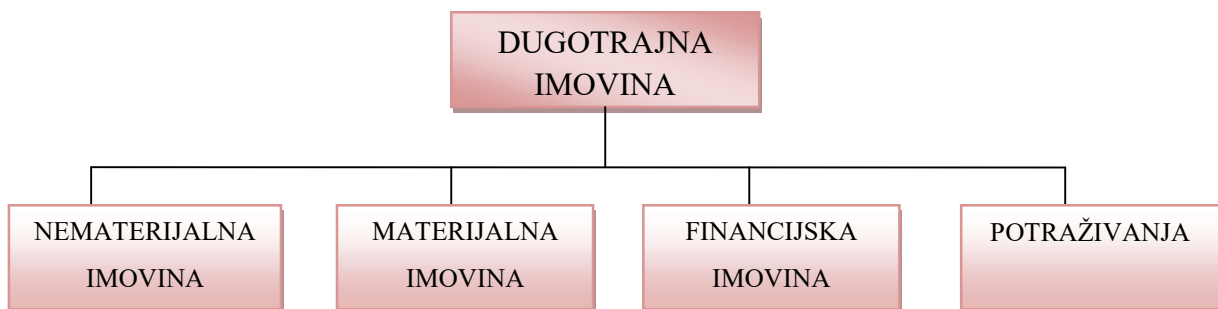 DUGOTRAJNA
IMOVINA
NEMATERIJALNA
IMOVINA
MATERIJALNA
IMOVINA
FINANCIJSKA
IMOVINA
POTRAŽIVANJA